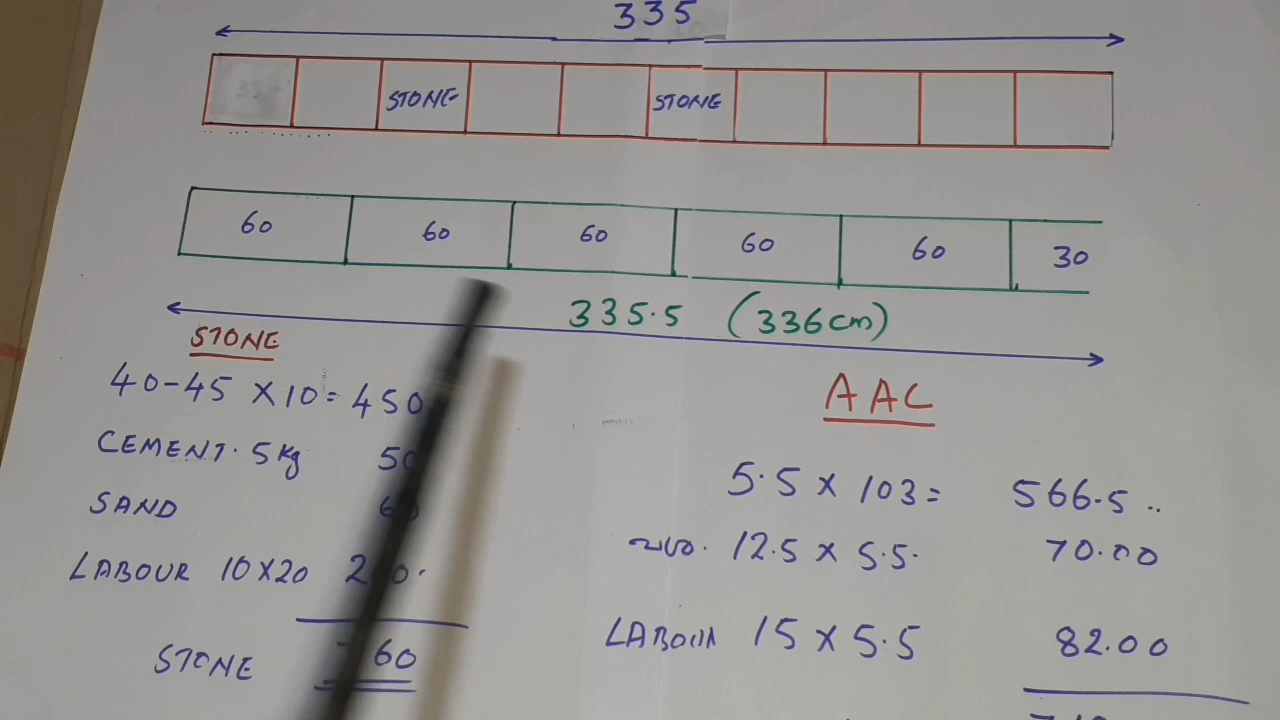 335
STONE STONE
60 60 60 60 60 30
335.5 (336cm)
STONE
40-45 X10= 450
CEMENT. 5Kg
SAND
LABOUR 10X20
STONE 60
AAC
5.5 X 103= 566.5..
12.5 X 5.5. 70.00
LABOUR 15 X 5.5 82.00